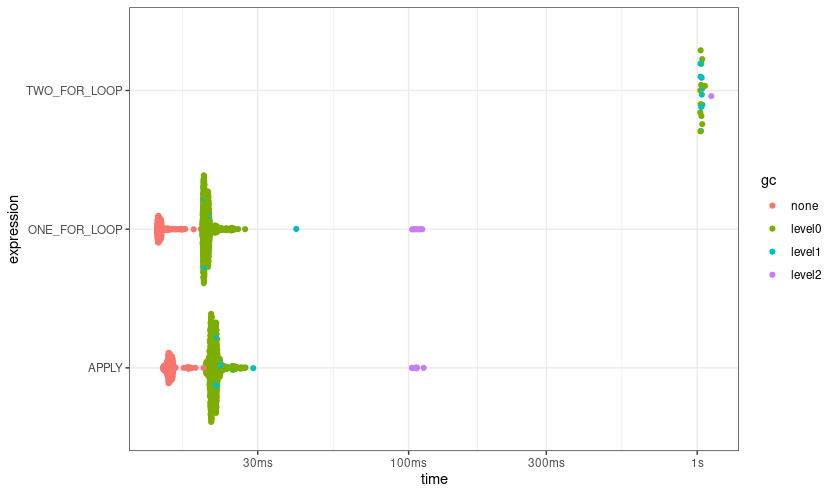 expression
TWO_FOR_LOOP
ONE_FOR_LOOP
APPLY
30ms
100ms
300ms
1s
time
gc
none
level0
level1
level2